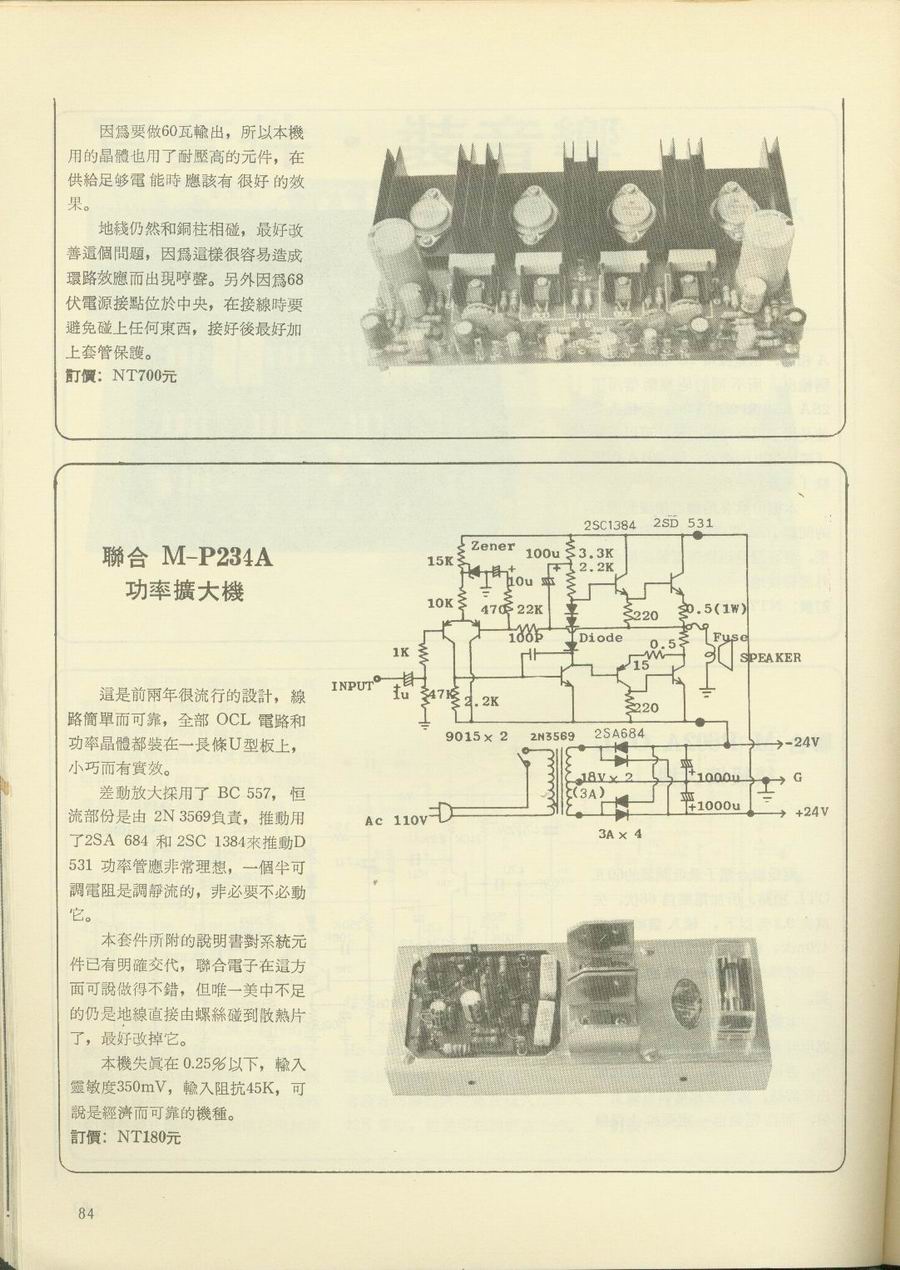 因爲要做60瓦輸出，所以本機
用的晶體也用了耐壓高的元件，在
供給足够電能時應該有很好的效
果。
地綫仍然和銅柱相碰，最好改
善這個問題，因爲這樣很容易造成
環路效應而出現哼聲。另外因爲68
伏電源接點位於中央，在接線時要
避免碰上任何東西，接好後最好加
上套管保護。
訂價：NT700元
聯合 M-P234A
功率擴大機
這是前兩年很流行的設計，線
路簡單而可靠，全部 OCL 電路和
功率晶體都裝在一長條U型板上，
小巧而有實效。
差動放大採用了 BC 557，恒
流部份是由 2N 3569負責，推動用
了2SA 684 和 2SC 1384來推動D
531 功率管應非常理想，一個半可
調電阻是調靜流的，非必要不必動
它。
本套件所附的說明書對系統元
件已有明確交代，聯合電子在這方
面可說做得不錯，但唯一美中不足
的仍是地線直接由螺絲碰到散熱片
了，最好改掉它。
本機失眞在 0.25%以下，輸入
靈敏度350mV，輸入阻抗45K，可
說是經濟而可靠的機種。
訂價：NT180元
2SC1384 2SD 531
Zener
15K
100u
3.3K
2.2K
10u
10K
470
22K
220
0.5(1W)
100P
Diode
Fuse
0.5
1K
15
SPEAKER
INPUT
1u
47K
2.2K
220
9015 x 2
2N3569
2SA684
-24V
18V x 2
1000u
G
(3A)
1000u
+24V
Ac 110V
3A x 4
84